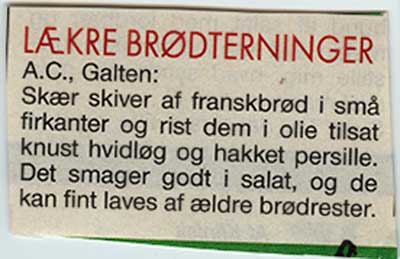 LÆKRE BRØDTERNINGER
A.C., Galten:
Skær skiver af franskbrød i små
firkanter og rist dem i olie tilsat
knust hvidløg og hakket persille.
Det smager godt i salat, og de
kan fint laves af ældre brødrester.